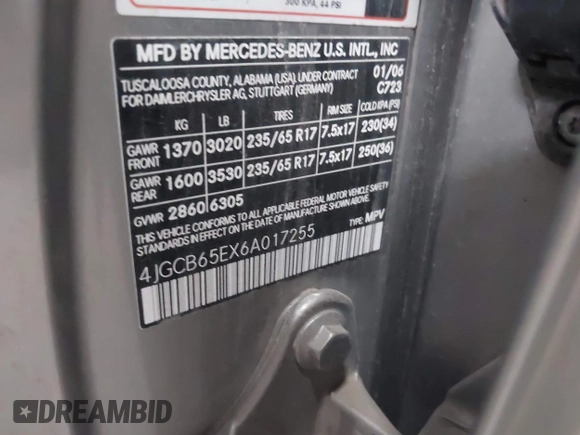 300 KPA, 44 PSI
MFD BY MERCEDES-BENZ U.S. INTL., INC
TUSCALOOSA COUNTY, ALABAMA (USA), UNDER CONTRACT 01/06
FOR DAIMLERCHRYSLER AG, STUTTGART (GERMANY) C723
KG LB TIRES RIM SIZE COLD KPA (PSI)
GAWR FRONT 1370 3020 235/65 R17 7.5x17 230(34)
GAWR REAR 1600 3530 235/65 R17 7.5x17 250(36)
GVWR 2860 6305
THIS VEHICLE CONFORMS TO ALL APPLICABLE FEDERAL MOTOR VEHICLE SAFETY
STANDARDS IN EFFECT ON THE DATE OF MANUFACTURE SHOWN ABOVE.
4JGCB65EX6A017255 TYPE: MPV
DREAMBID